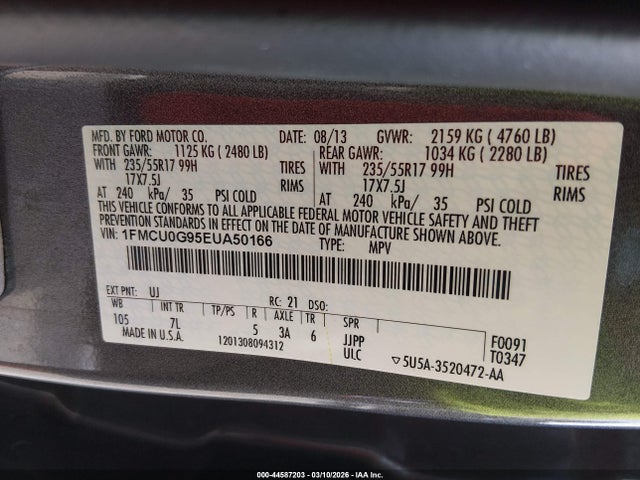 MFD. BY FORD MOTOR CO. DATE: 08/13 GVWR: 2159 KG ( 4760 LB)
FRONT GAWR: 1125 KG ( 2480 LB) REAR GAWR: 1034 KG ( 2280 LB)
WITH 235/55R17 99H TIRES WITH 235/55R17 99H TIRES
17X7.5J RIMS 17X7.5J RIMS
AT 240 kPa/ 35 PSI COLD AT 240 kPa/ 35 PSI COLD
THIS VEHICLE CONFORMS TO ALL APPLICABLE FEDERAL MOTOR VEHICLE SAFETY AND THEFT
PREVENTION STANDARDS IN EFFECT ON THE DATE OF MANUFACTURE SHOWN ABOVE.
VIN: 1FMCU0G95EUA50166 TYPE: MPV
EXT PNT: UJ RC: 21 DSO:
WB INT TR TP/PS R AXLE TR SPR
105 7L 5 3A 6 JJPP F0091
MADE IN U.S.A. 1201308094312 ULC ▽5U5A-3520472-AA T0347
000-44587203 - 03/10/2026 - IAA Inc.